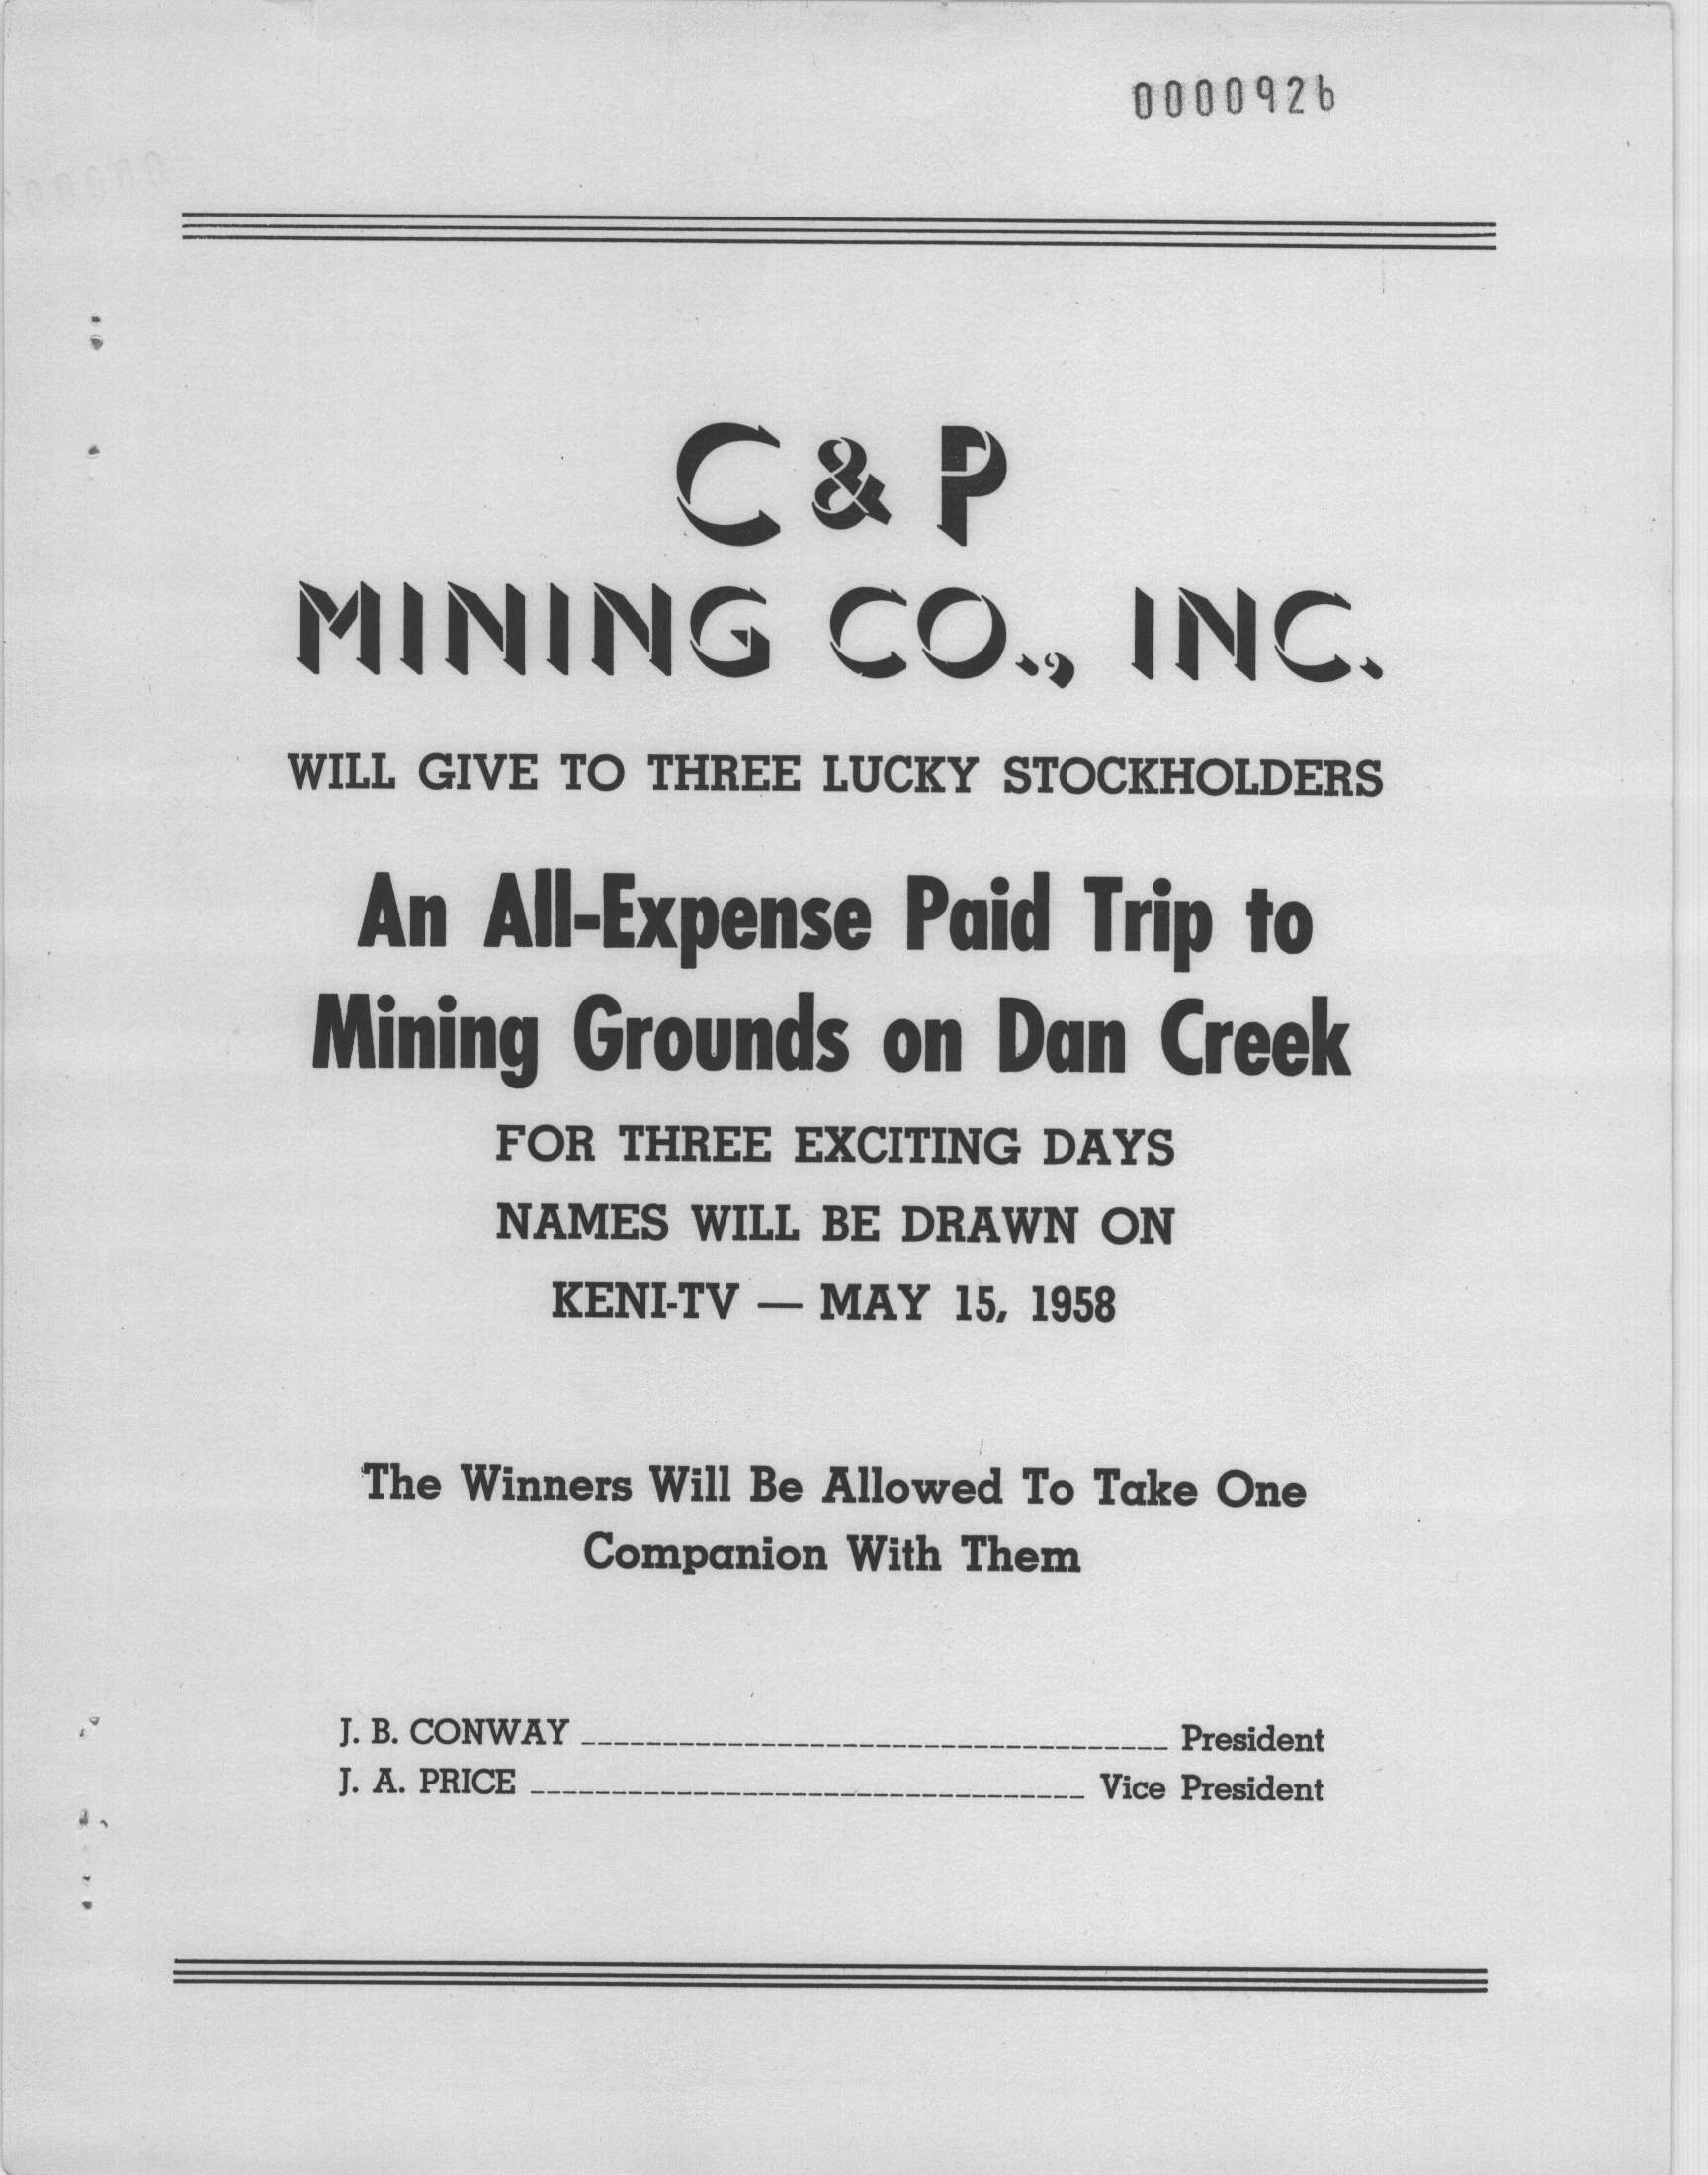 0000926
C & P
MINING CO., INC.
WILL GIVE TO THREE LUCKY STOCKHOLDERS
An All-Expense Paid Trip to
Mining Grounds on Dan Creek
FOR THREE EXCITING DAYS
NAMES WILL BE DRAWN ON
KENI-TV — MAY 15, 1958
The Winners Will Be Allowed To Take One
Companion With Them
J. B. CONWAY ------------------------------------ President
J. A. PRICE ---------------------------------- Vice President